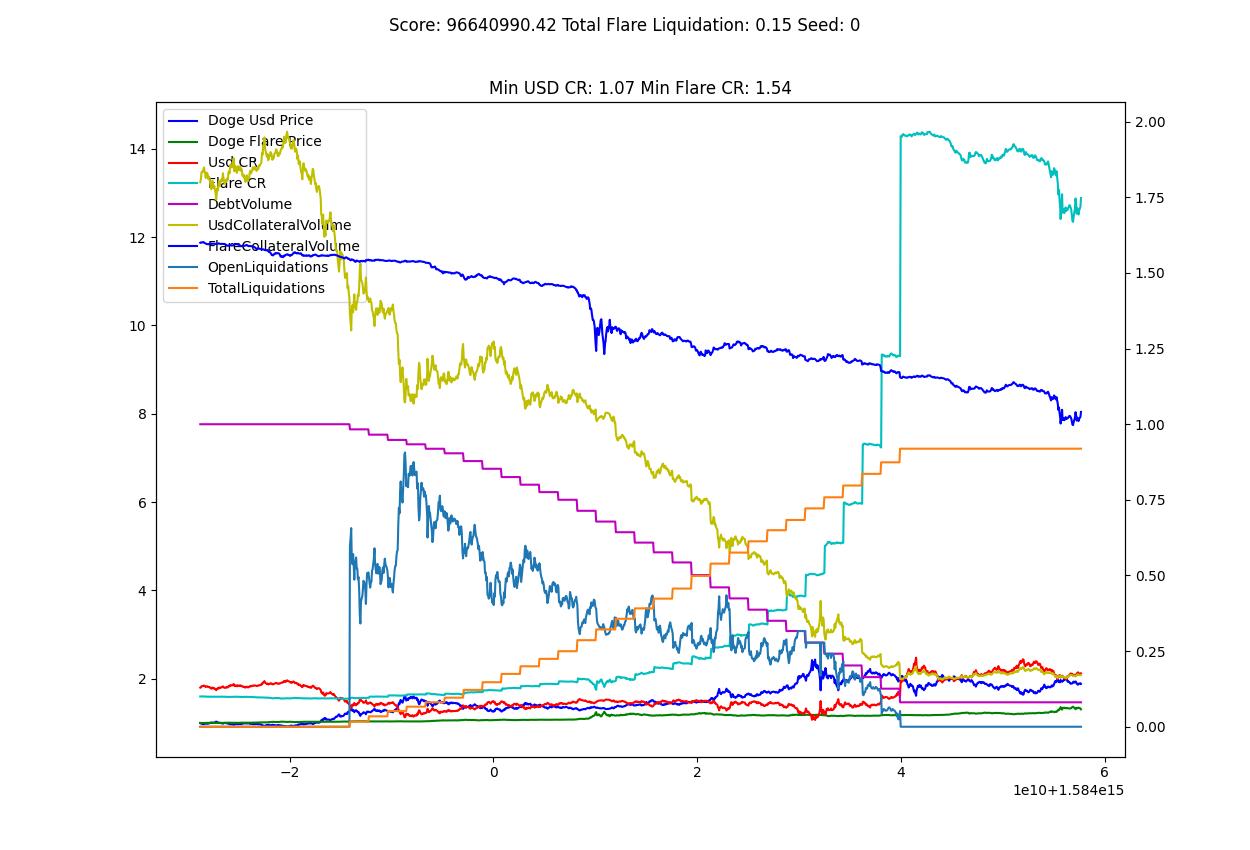 Score: 96640990.42 Total Flare Liquidation: 0.15 Seed: 0
Min USD CR: 1.07 Min Flare CR: 1.54
Doge Usd Price
Doge Flare Price
Usd CR
Flare CR
DebtVolume
UsdCollateralVolume
FlareCollateralVolume
OpenLiquidations
TotalLiquidations
14
12
10
8
6
4
2
2.00
1.75
1.50
1.25
1.00
0.75
0.50
0.25
0.00
−2
0
2
4
6
1e10+1.584e15